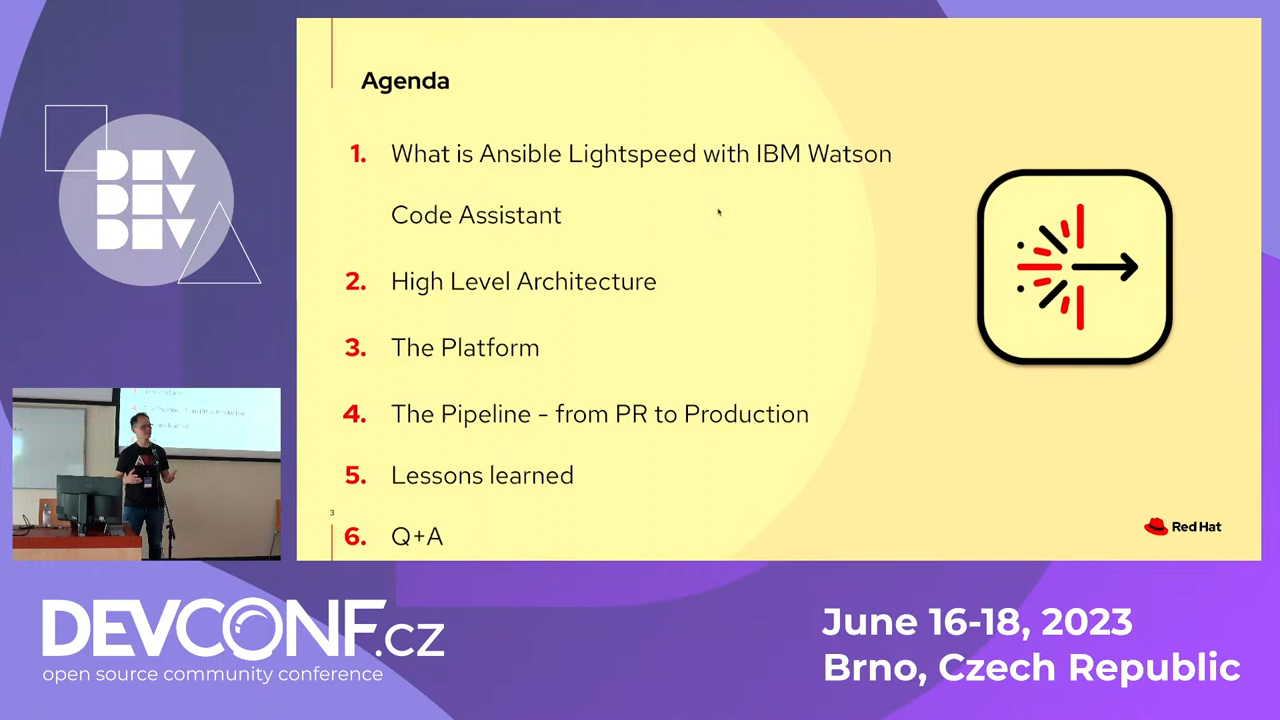 Agenda
1. What is Ansible Lightspeed with IBM Watson
Code Assistant
2. High Level Architecture
3. The Platform
4. The Pipeline - from PR to Production
5. Lessons learned
3
6. Q+A
Red Hat
DEV
DEV
DEV
DEVCONF.cz
open source community conference
June 16-18, 2023
Brno, Czech Republic